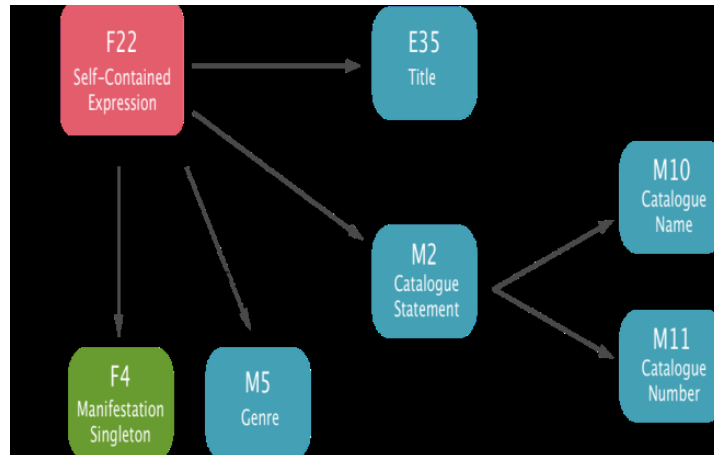 F22
Self-Contained
Expression
E35
Title
M10
Catalogue
Name
M2
Catalogue
Statement
M11
Catalogue
Number
F4
Manifestation
Singleton
M5
Genre